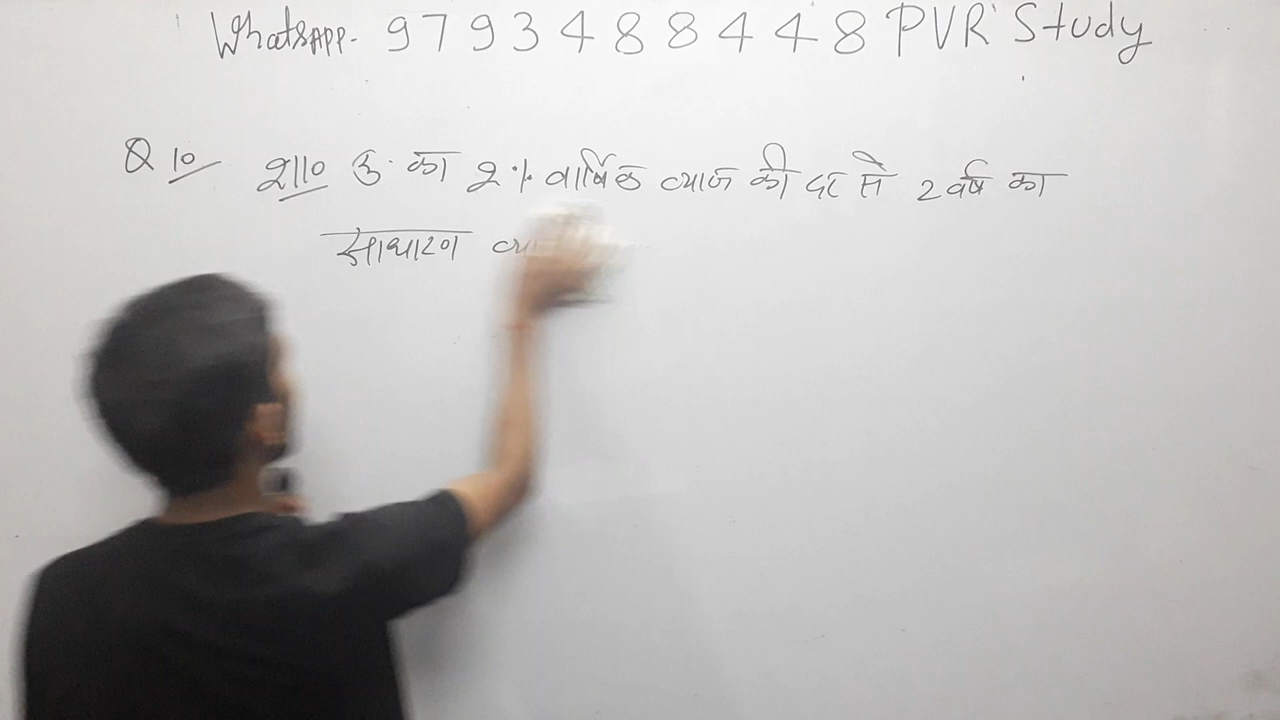 WhatsAPP- 9793488448 PVR Study
Q 10 2110 रु. का 2% वार्षिक ब्याज की दर से 2 वर्ष का
साधारण